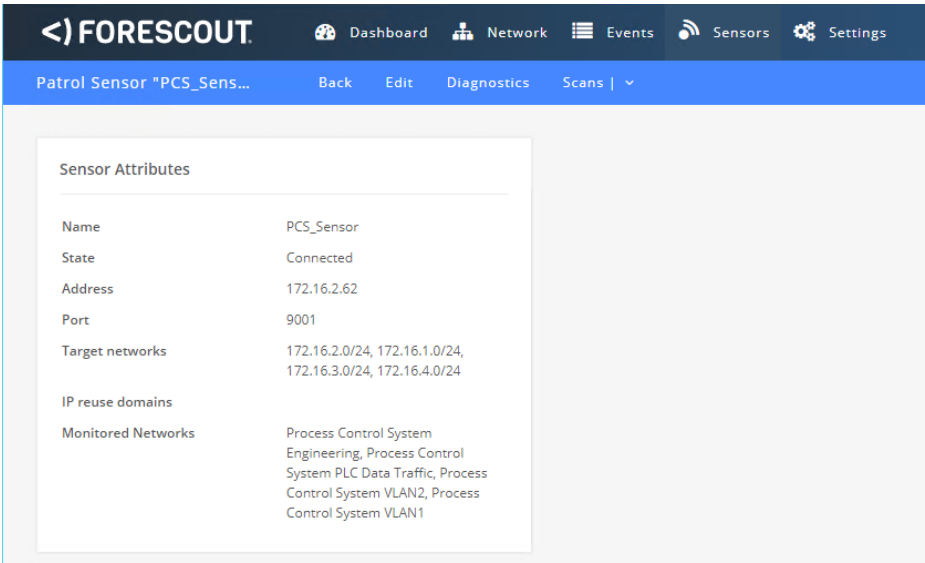 <) FORESCOUT. Dashboard Network Events Sensors Settings
Patrol Sensor "PCS_Sens... Back Edit Diagnostics Scans |
Sensor Attributes
Name PCS_Sensor
State Connected
Address 172.16.2.62
Port 9001
Target networks 172.16.2.0/24, 172.16.1.0/24,
172.16.3.0/24, 172.16.4.0/24
IP reuse domains
Monitored Networks Process Control System
Engineering, Process Control
System PLC Data Traffic, Process
Control System VLAN2, Process
Control System VLAN1